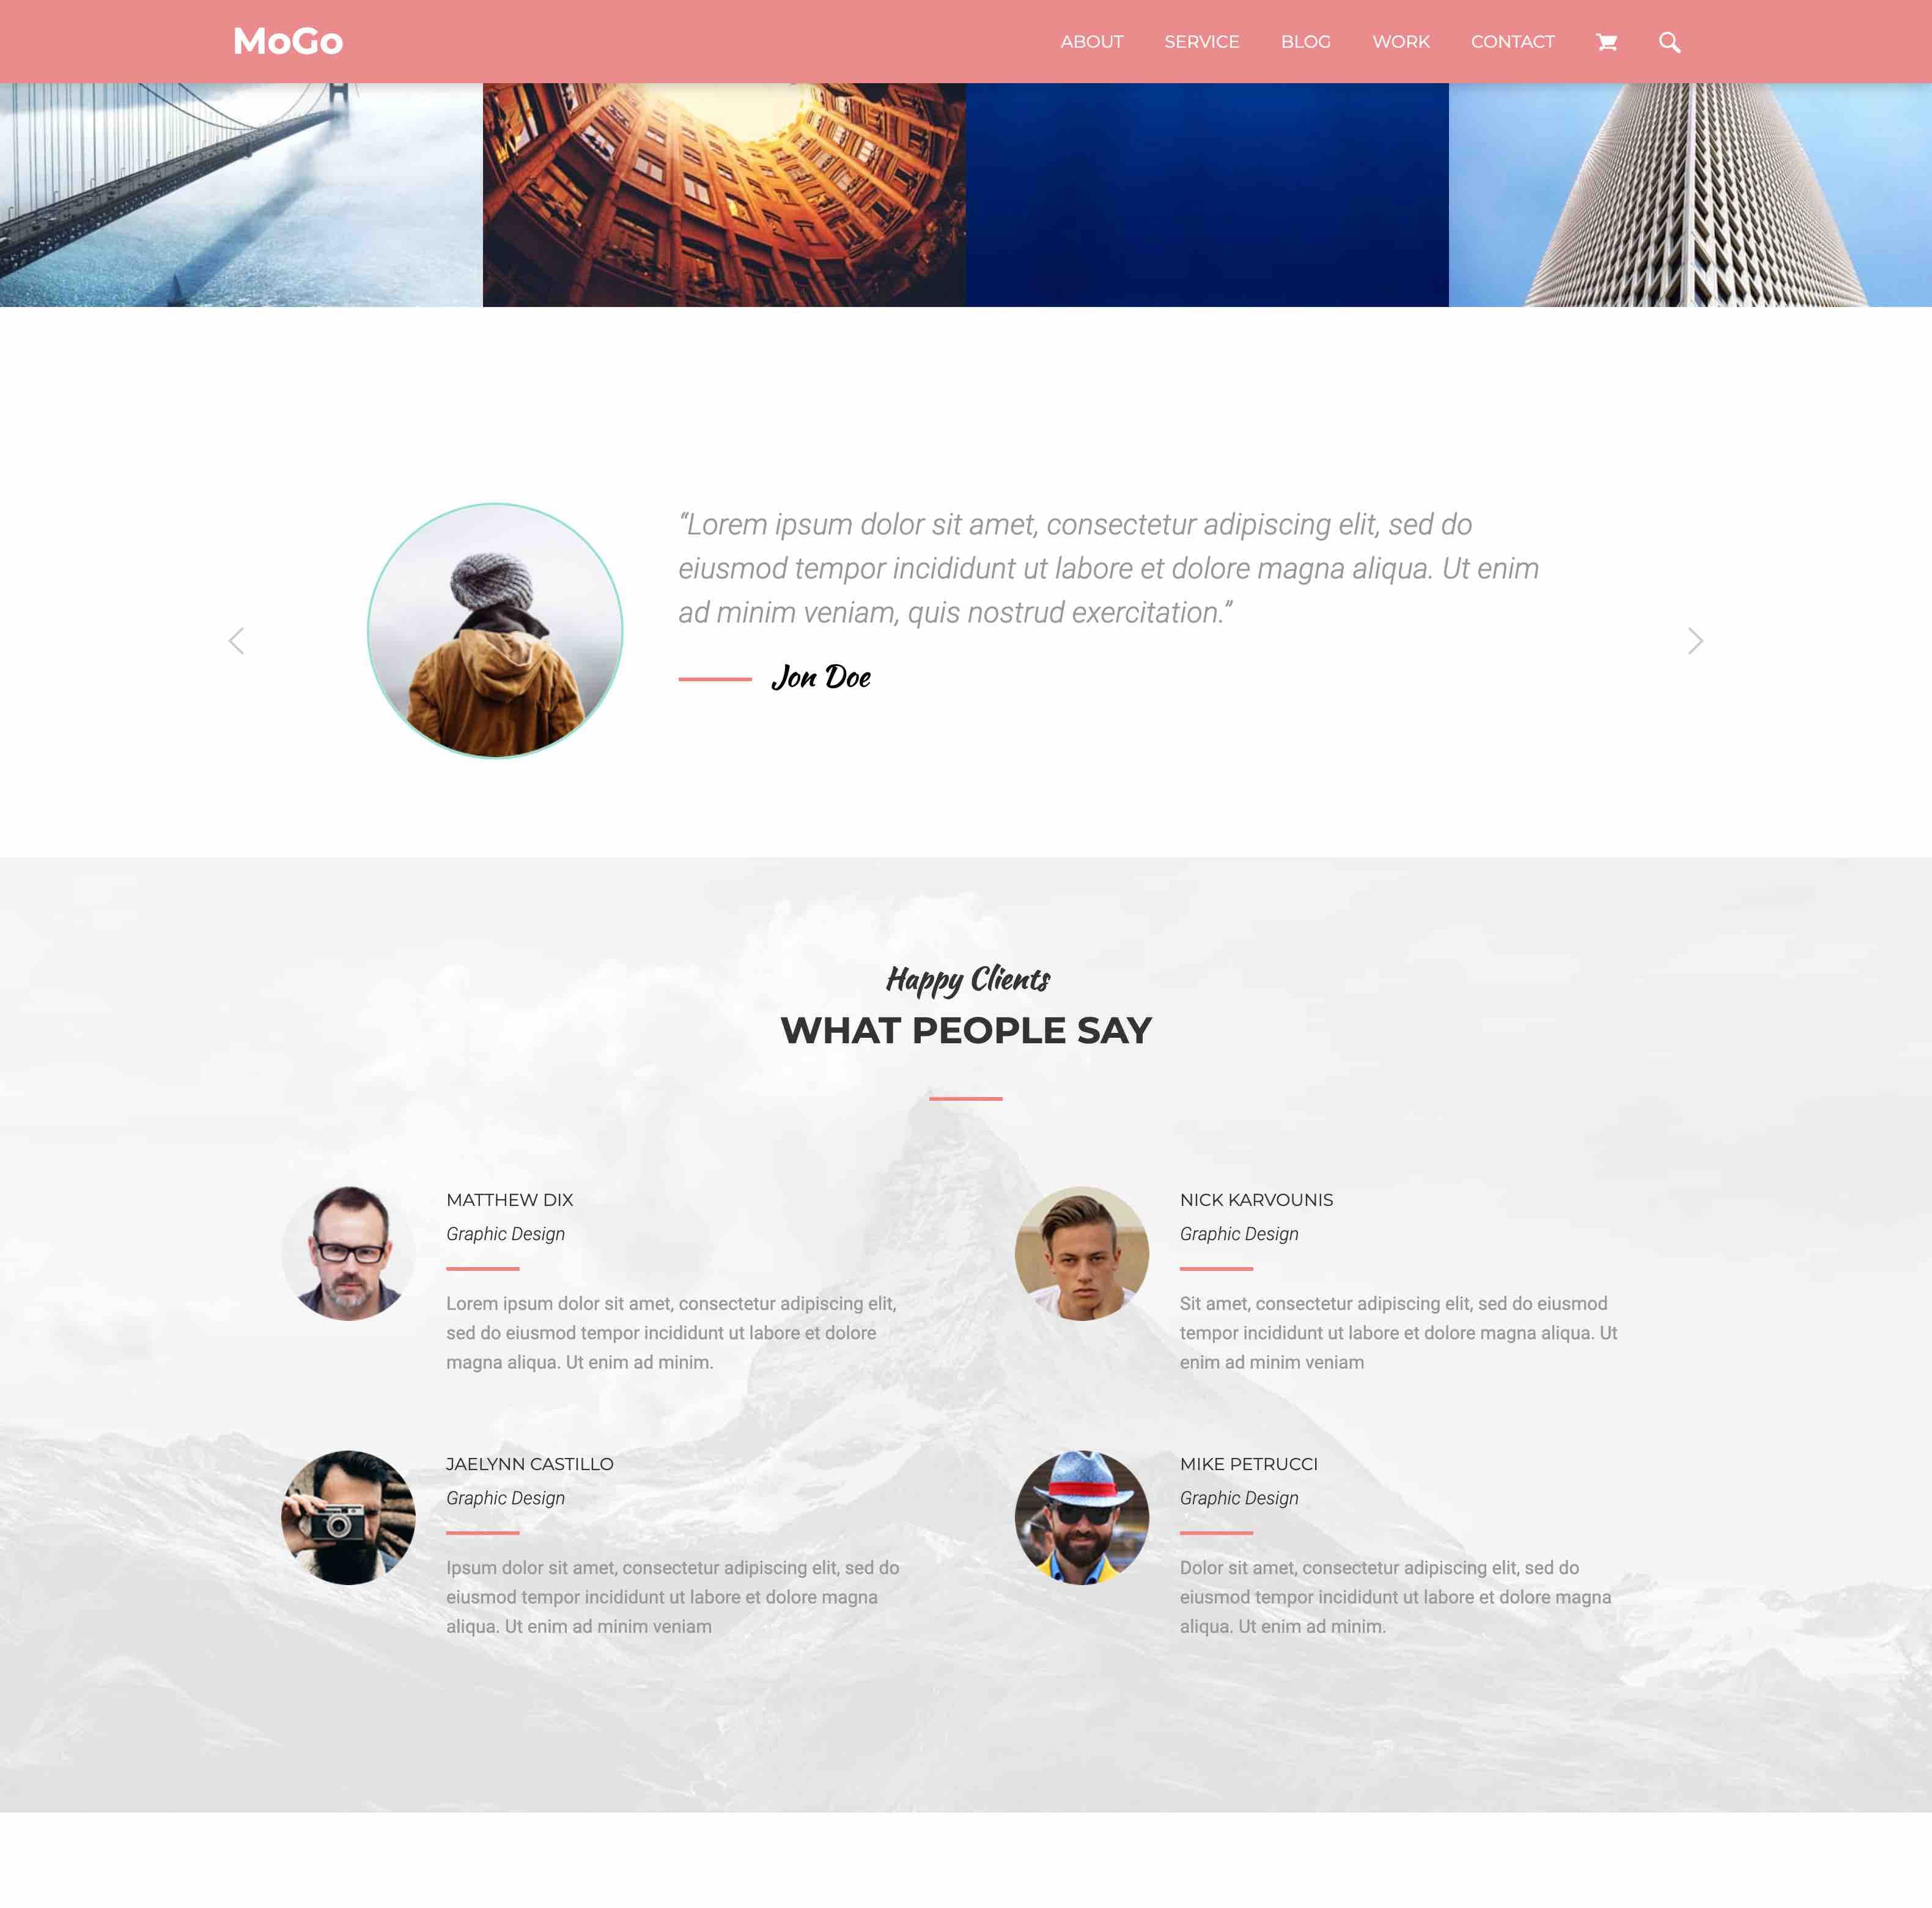 MoGo
ABOUT SERVICE BLOG WORK CONTACT
“Lorem ipsum dolor sit amet, consectetur adipiscing elit, sed do
eiusmod tempor incididunt ut labore et dolore magna aliqua. Ut enim
ad minim veniam, quis nostrud exercitation.”
Jon Doe
Happy Clients
WHAT PEOPLE SAY
MATTHEW DIX
Graphic Design
Lorem ipsum dolor sit amet, consectetur adipiscing elit,
sed do eiusmod tempor incididunt ut labore et dolore
magna aliqua. Ut enim ad minim.
NICK KARVOUNIS
Graphic Design
Sit amet, consectetur adipiscing elit, sed do eiusmod
tempor incididunt ut labore et dolore magna aliqua. Ut
enim ad minim veniam
JAELYNN CASTILLO
Graphic Design
Ipsum dolor sit amet, consectetur adipiscing elit, sed do
eiusmod tempor incididunt ut labore et dolore magna
aliqua. Ut enim ad minim veniam
MIKE PETRUCCI
Graphic Design
Dolor sit amet, consectetur adipiscing elit, sed do
eiusmod tempor incididunt ut labore et dolore magna
aliqua. Ut enim ad minim.